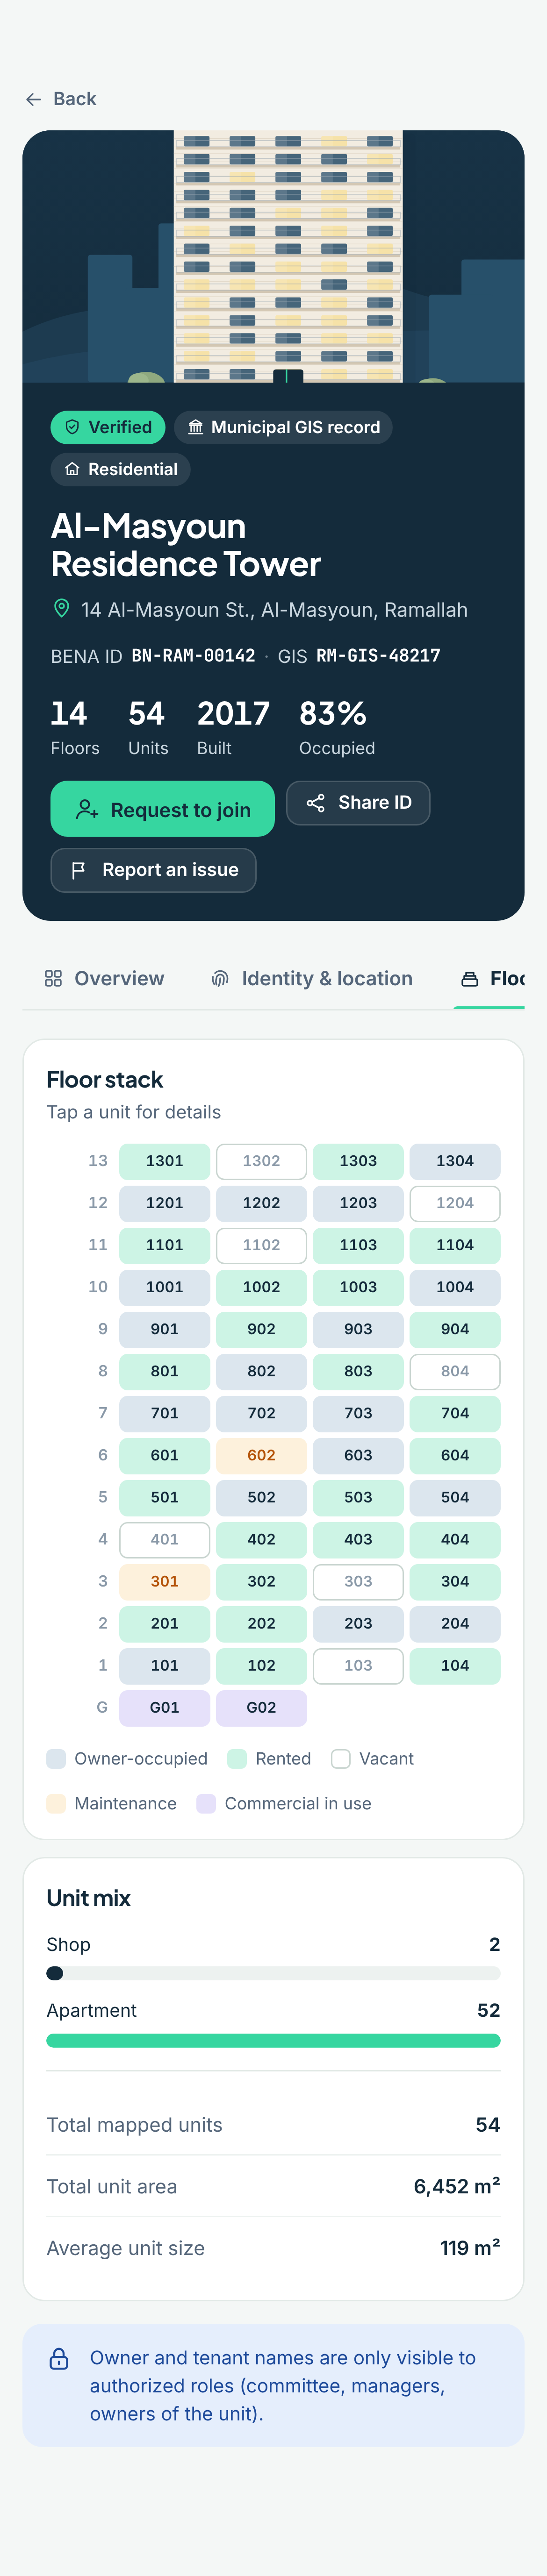 Back
Verified
Municipal GIS record
Residential
Al-Masyoun
Residence Tower
14 Al-Masyoun St., Al-Masyoun, Ramallah
BENA ID BN-RAM-00142 · GIS RM-GIS-48217
14 54 2017 83%
Floors Units Built Occupied
Request to join
Share ID
Report an issue
Overview Identity & location Floo
Floor stack
Tap a unit for details
13 1301 1302 1303 1304
12 1201 1202 1203 1204
11 1101 1102 1103 1104
10 1001 1002 1003 1004
9 901 902 903 904
8 801 802 803 804
7 701 702 703 704
6 601 602 603 604
5 501 502 503 504
4 401 402 403 404
3 301 302 303 304
2 201 202 203 204
1 101 102 103 104
G G01 G02
Owner-occupied Rented Vacant
Maintenance Commercial in use
Unit mix
Shop 2
Apartment 52
Total mapped units 54
Total unit area 6,452 m²
Average unit size 119 m²
Owner and tenant names are only visible to
authorized roles (committee, managers,
owners of the unit).